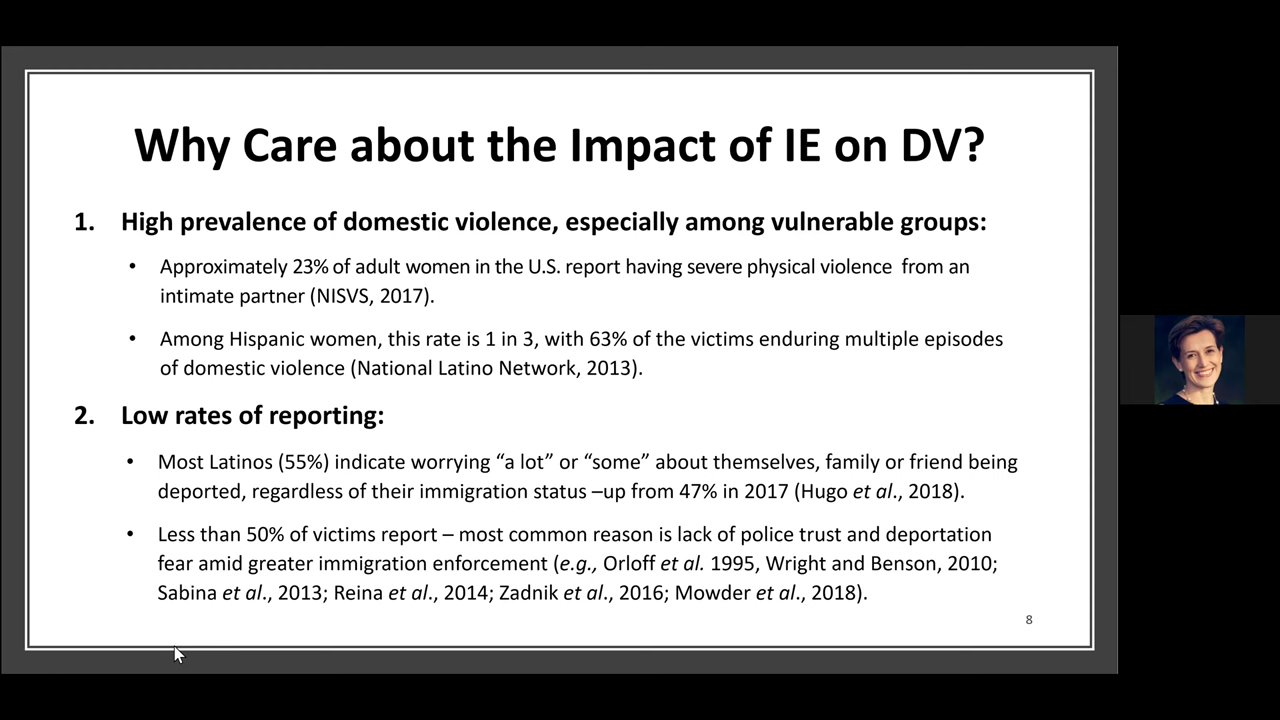 Why Care about the Impact of IE on DV?
1. High prevalence of domestic violence, especially among vulnerable groups:
• Approximately 23% of adult women in the U.S. report having severe physical violence from an
intimate partner (NISVS, 2017).
• Among Hispanic women, this rate is 1 in 3, with 63% of the victims enduring multiple episodes
of domestic violence (National Latino Network, 2013).
2. Low rates of reporting:
• Most Latinos (55%) indicate worrying “a lot” or “some” about themselves, family or friend being
deported, regardless of their immigration status –up from 47% in 2017 (Hugo et al., 2018).
• Less than 50% of victims report – most common reason is lack of police trust and deportation
fear amid greater immigration enforcement (e.g., Orloff et al. 1995, Wright and Benson, 2010;
Sabina et al., 2013; Reina et al., 2014; Zadnik et al., 2016; Mowder et al., 2018).
8